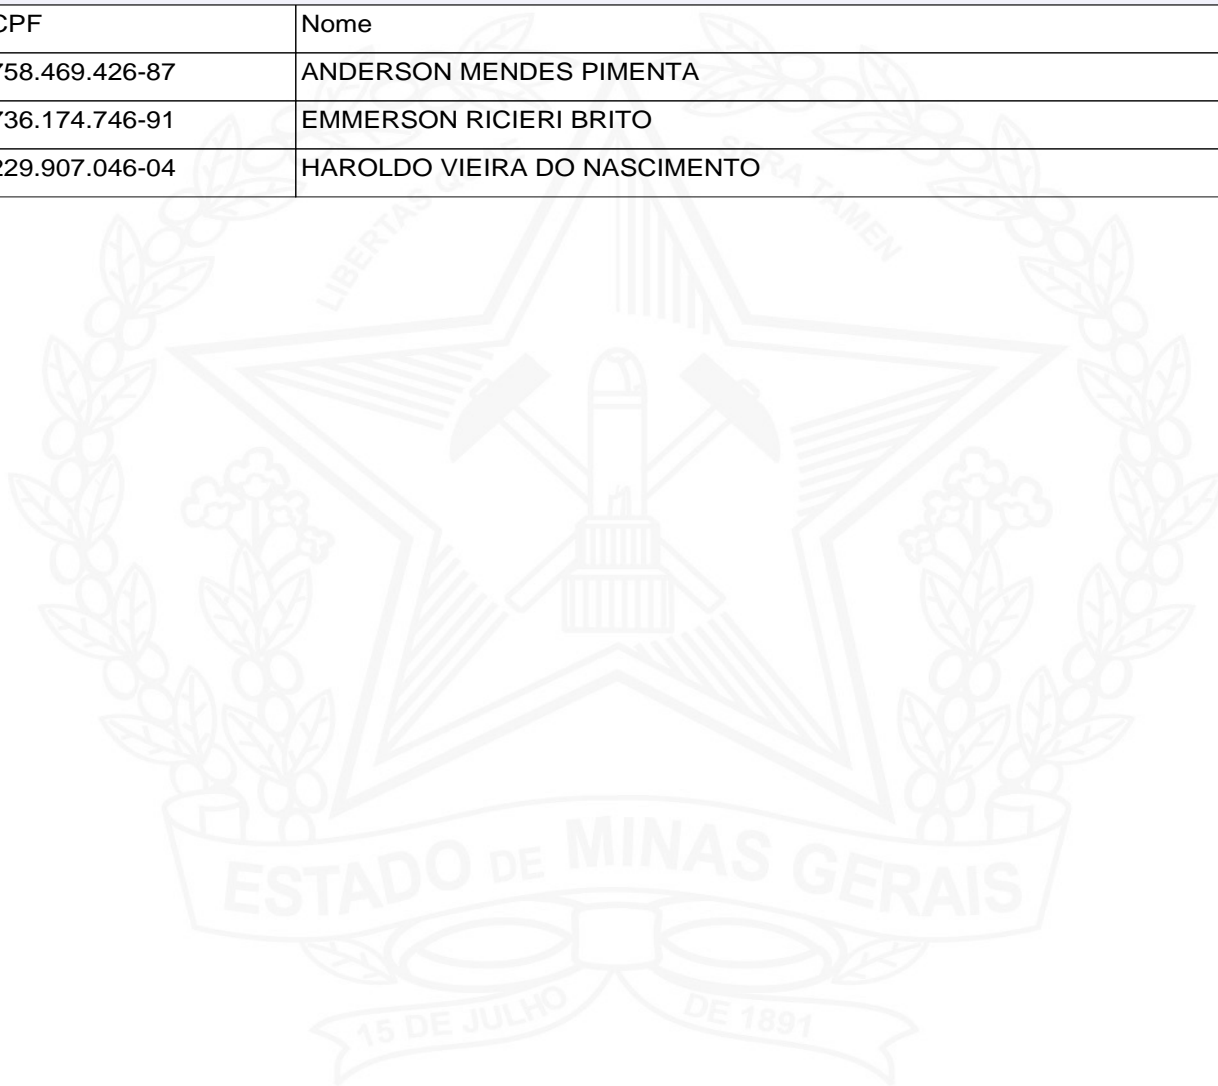 CPF Nome
758.469.426-87 ANDERSON MENDES PIMENTA
736.174.746-91 EMMERSON RICIERI BRITO
229.907.046-04 HAROLDO VIEIRA DO NASCIMENTO
LIBERTAS QUE SERA TAMEN
ESTADO DE MINAS GERAIS
15 DE JULHO DE 1891